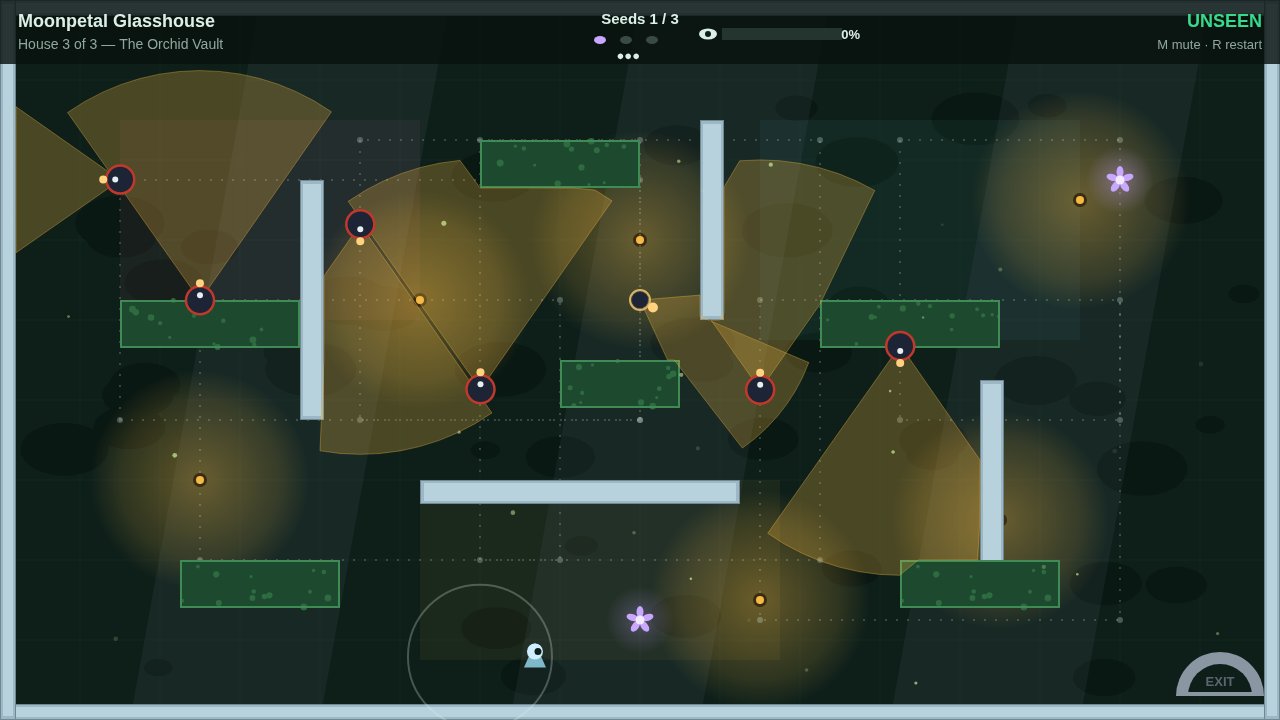 Moonpetal Glasshouse
House 3 of 3 — The Orchid Vault
Seeds 1 / 3
0%
UNSEEN
M mute · R restart
EXIT